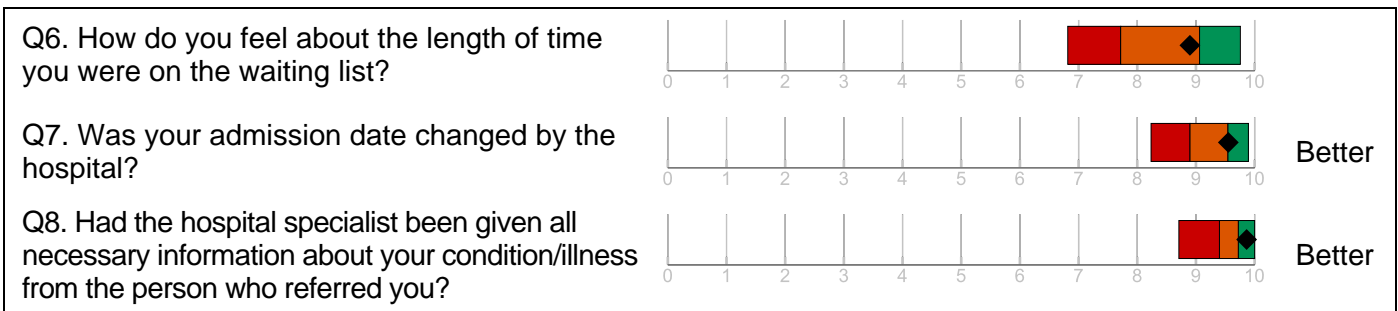 Q6. How do you feel about the length of time
you were on the waiting list?
0 1 2 3 4 5 6 7 8 9 10
Q7. Was your admission date changed by the
hospital?
0 1 2 3 4 5 6 7 8 9 10
Better
Q8. Had the hospital specialist been given all
necessary information about your condition/illness
from the person who referred you?
0 1 2 3 4 5 6 7 8 9 10
Better